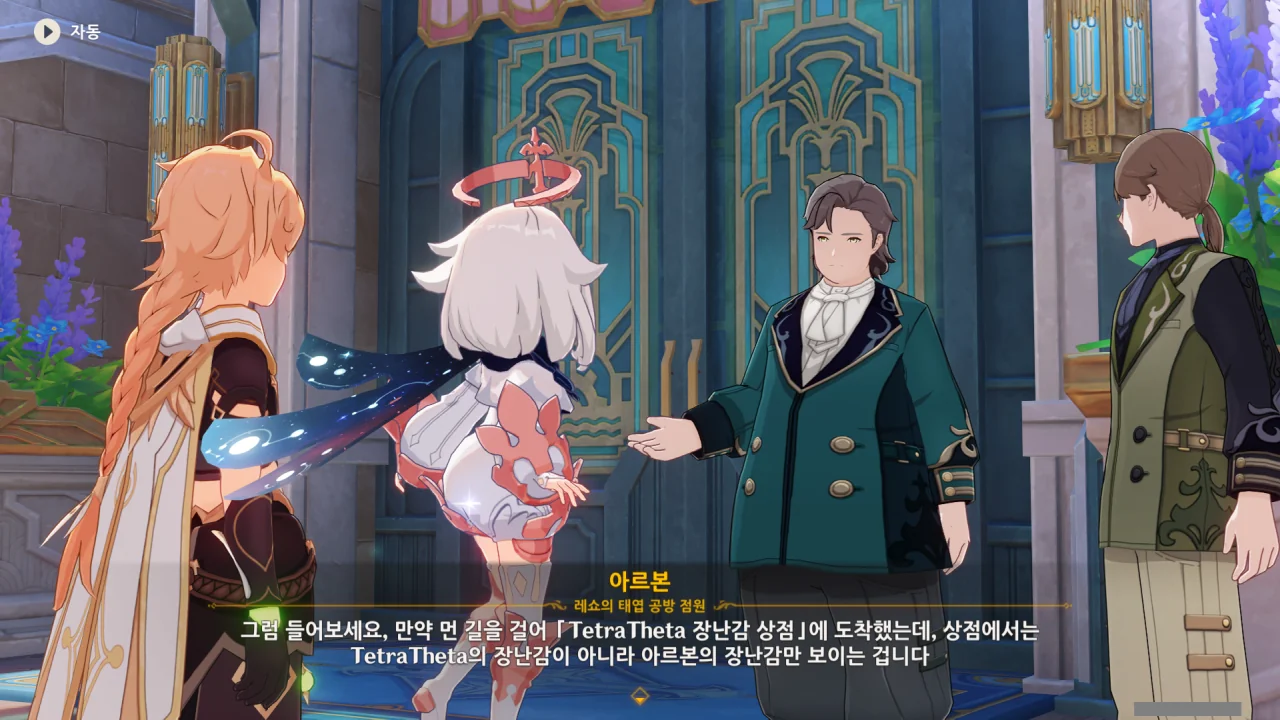 자동
아르본
레쇼의 태엽 공방 점원
그럼 들어보세요, 만약 먼 길을 걸어 「TetraTheta 장난감 상점」에 도착했는데, 상점에서는
TetraTheta의 장난감이 아니라 아르본의 장난감만 보이는 겁니다